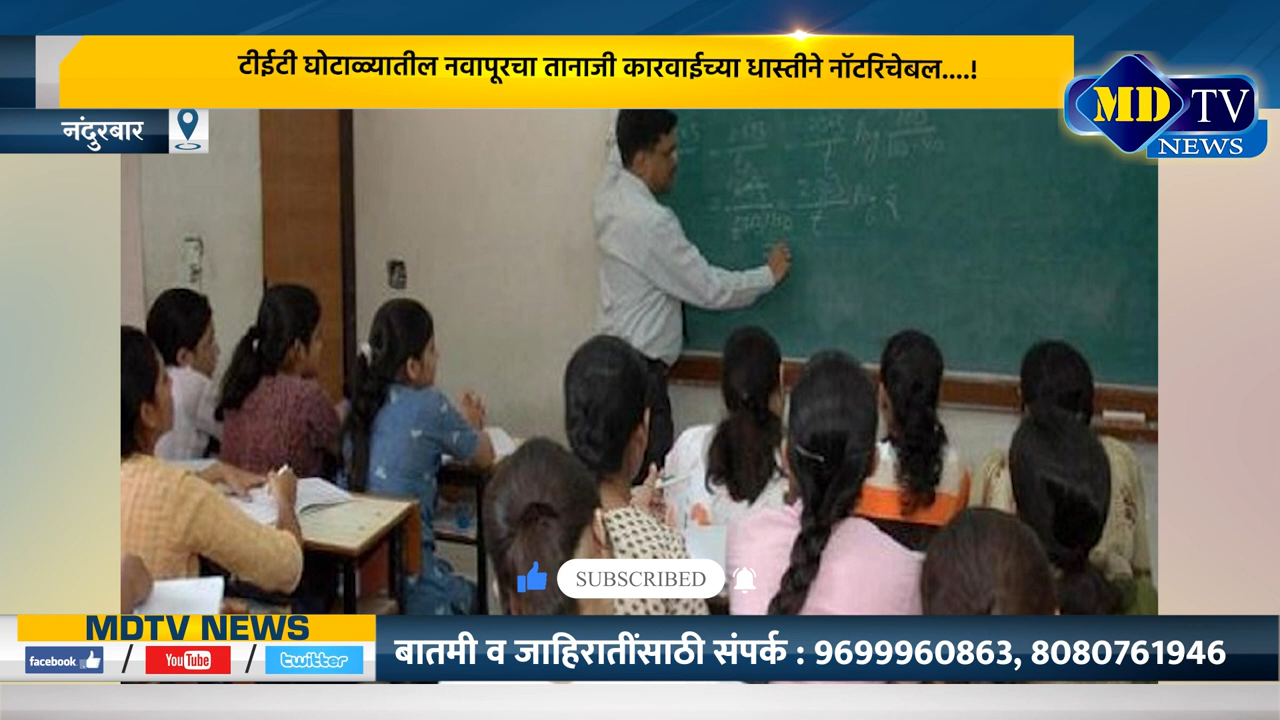 टीईटी घोटाळ्यातील नवापूरचा तानाजी कारवाईच्या धास्तीने नॉटरिचेबल....!
MD TV
NEWS
नंदुरबार
SUBSCRIBED
MDTV NEWS
facebook / YouTube / twitter
बातमी व जाहिरातींसाठी संपर्क : 9699960863, 8080761946